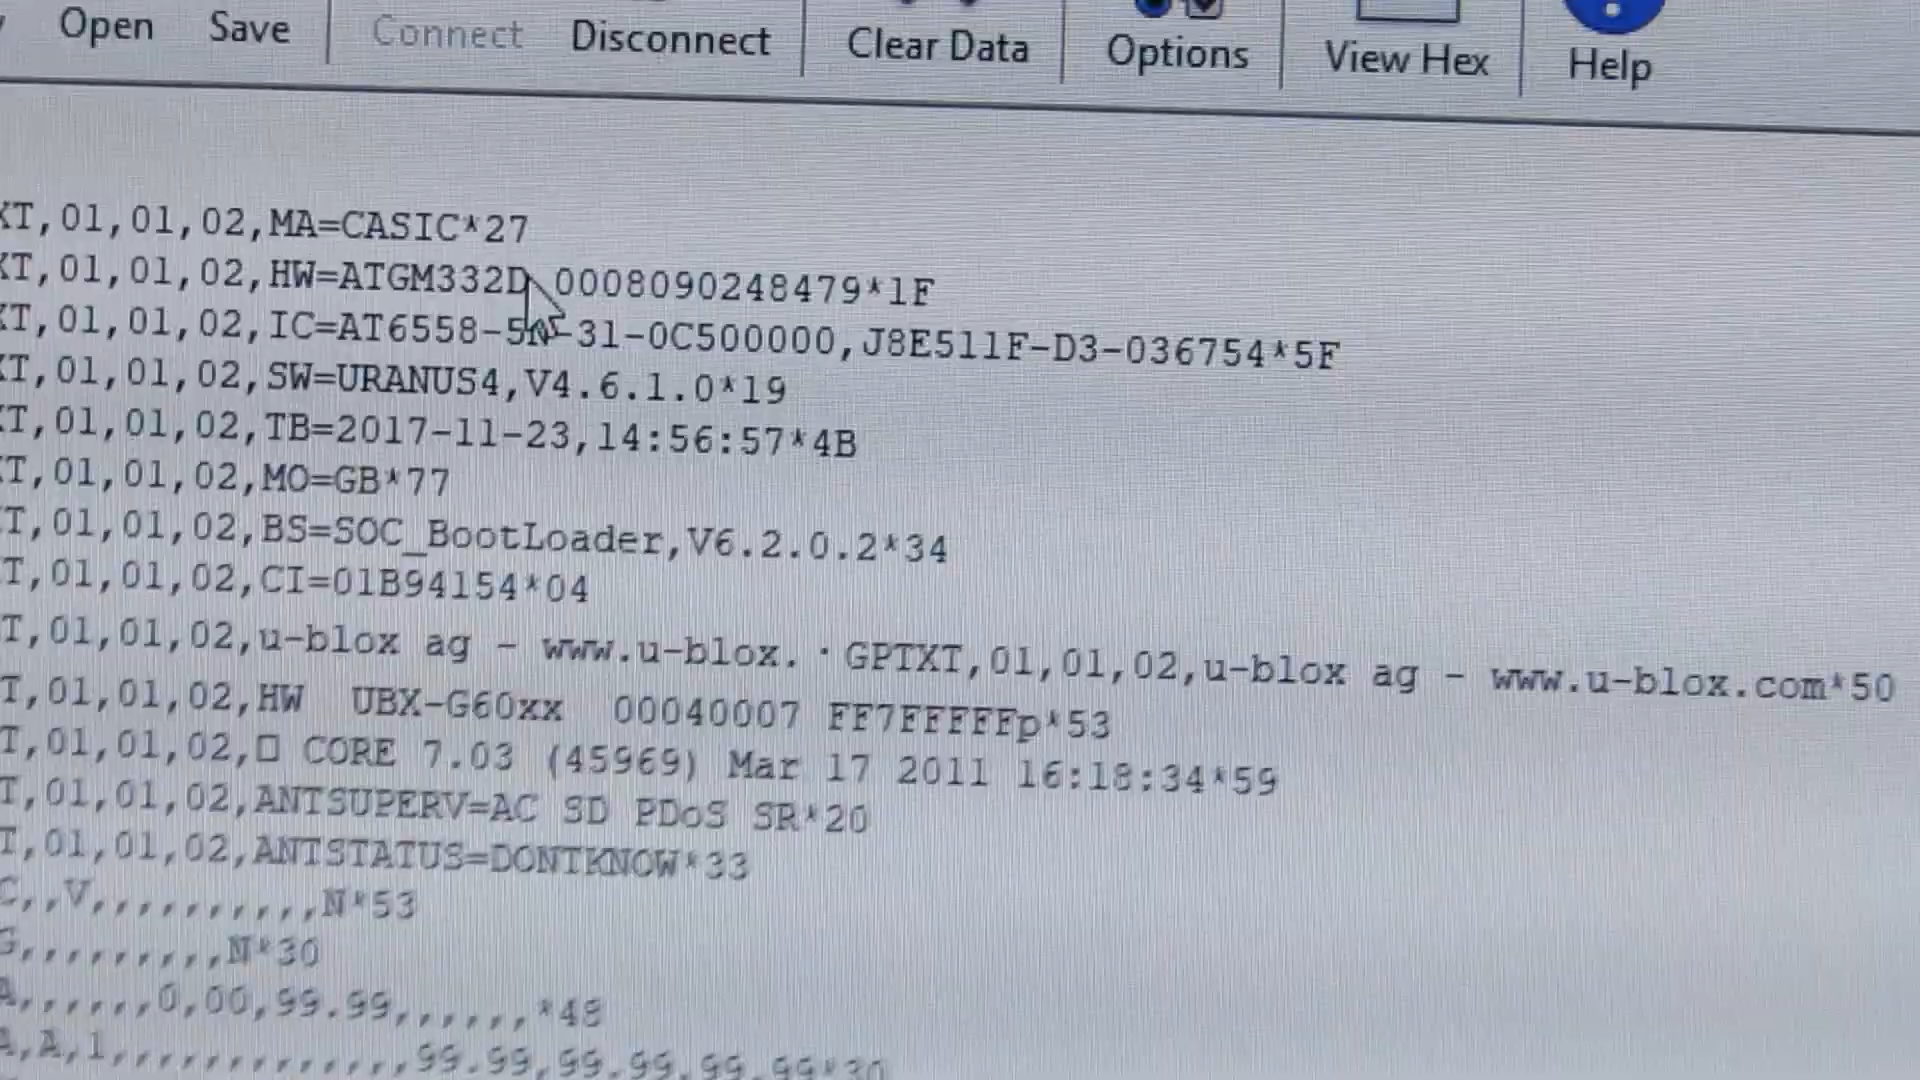 Open Save Connect Disconnect Clear Data Options View Hex Help
XT,01,01,02,MA=CASIC*27
XT,01,01,02,HW=ATGM332D,0008090248479*1F
XT,01,01,02,IC=AT6558-5N-31-0C500000,J8E511F-D3-036754*5F
XT,01,01,02,SW=URANUS4,V4.6.1.0*19
XT,01,01,02,TB=2017-11-23,14:56:57*4B
XT,01,01,02,MO=GB*77
T,01,01,02,BS=SOC_BootLoader,V6.2.0.2*34
T,01,01,02,CI=01B94154*04
T,01,01,02,u-blox ag - www.u-blox. ·GPTXT,01,01,02,u-blox ag - www.u-blox.com*50
T,01,01,02,HW UBX-G60xx 00040007 FF7FFFFFp*53
T,01,01,02,□ CORE 7.03 (45969) Mar 17 2011 16:18:34*59
T,01,01,02,ANTSUPERV=AC SD PDoS SR*20
T,01,01,02,ANTSTATUS=DONTKNOW*33
C,,V,,,,,,,,,,N*53
G,,,,,,,,,N*30
A,,,,,,0,00,99.99,,,,,,*48
A,A,1,,,,,,,,,,,,,99.99,99.99,99.99*30